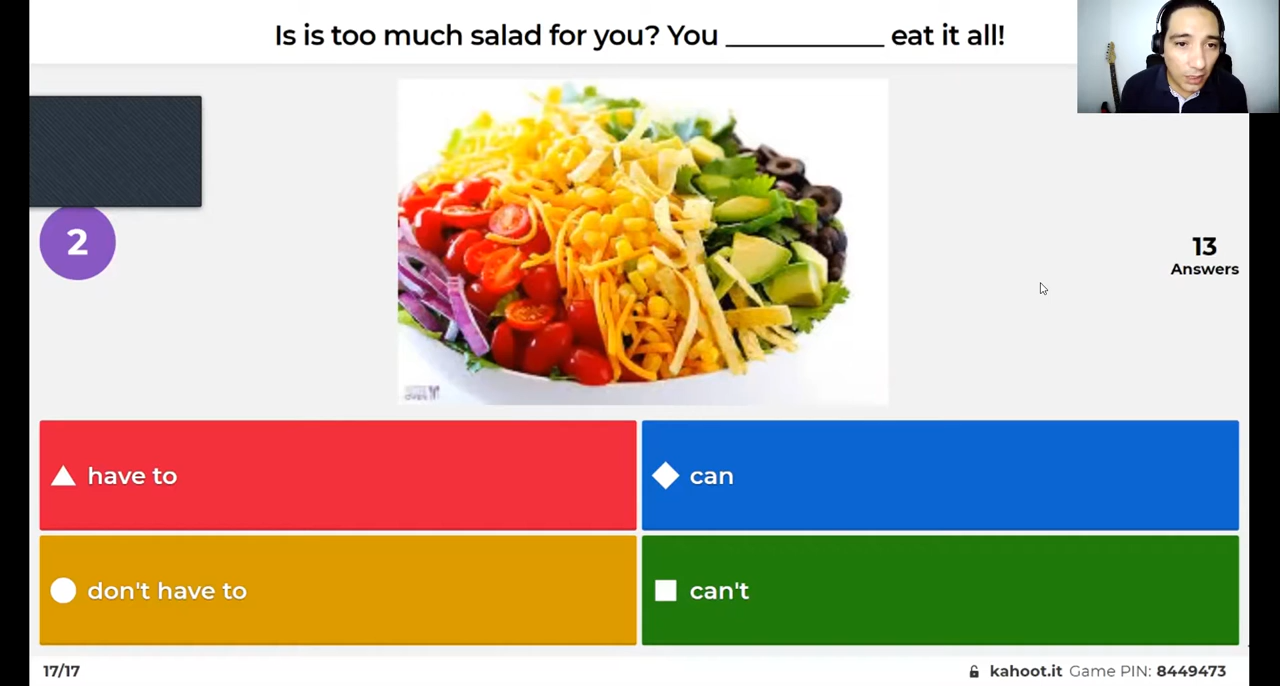 Is is too much salad for you? You __________ eat it all!
2
13
Answers
have to
can
don't have to
can't
17/17
kahoot.it Game PIN: 8449473